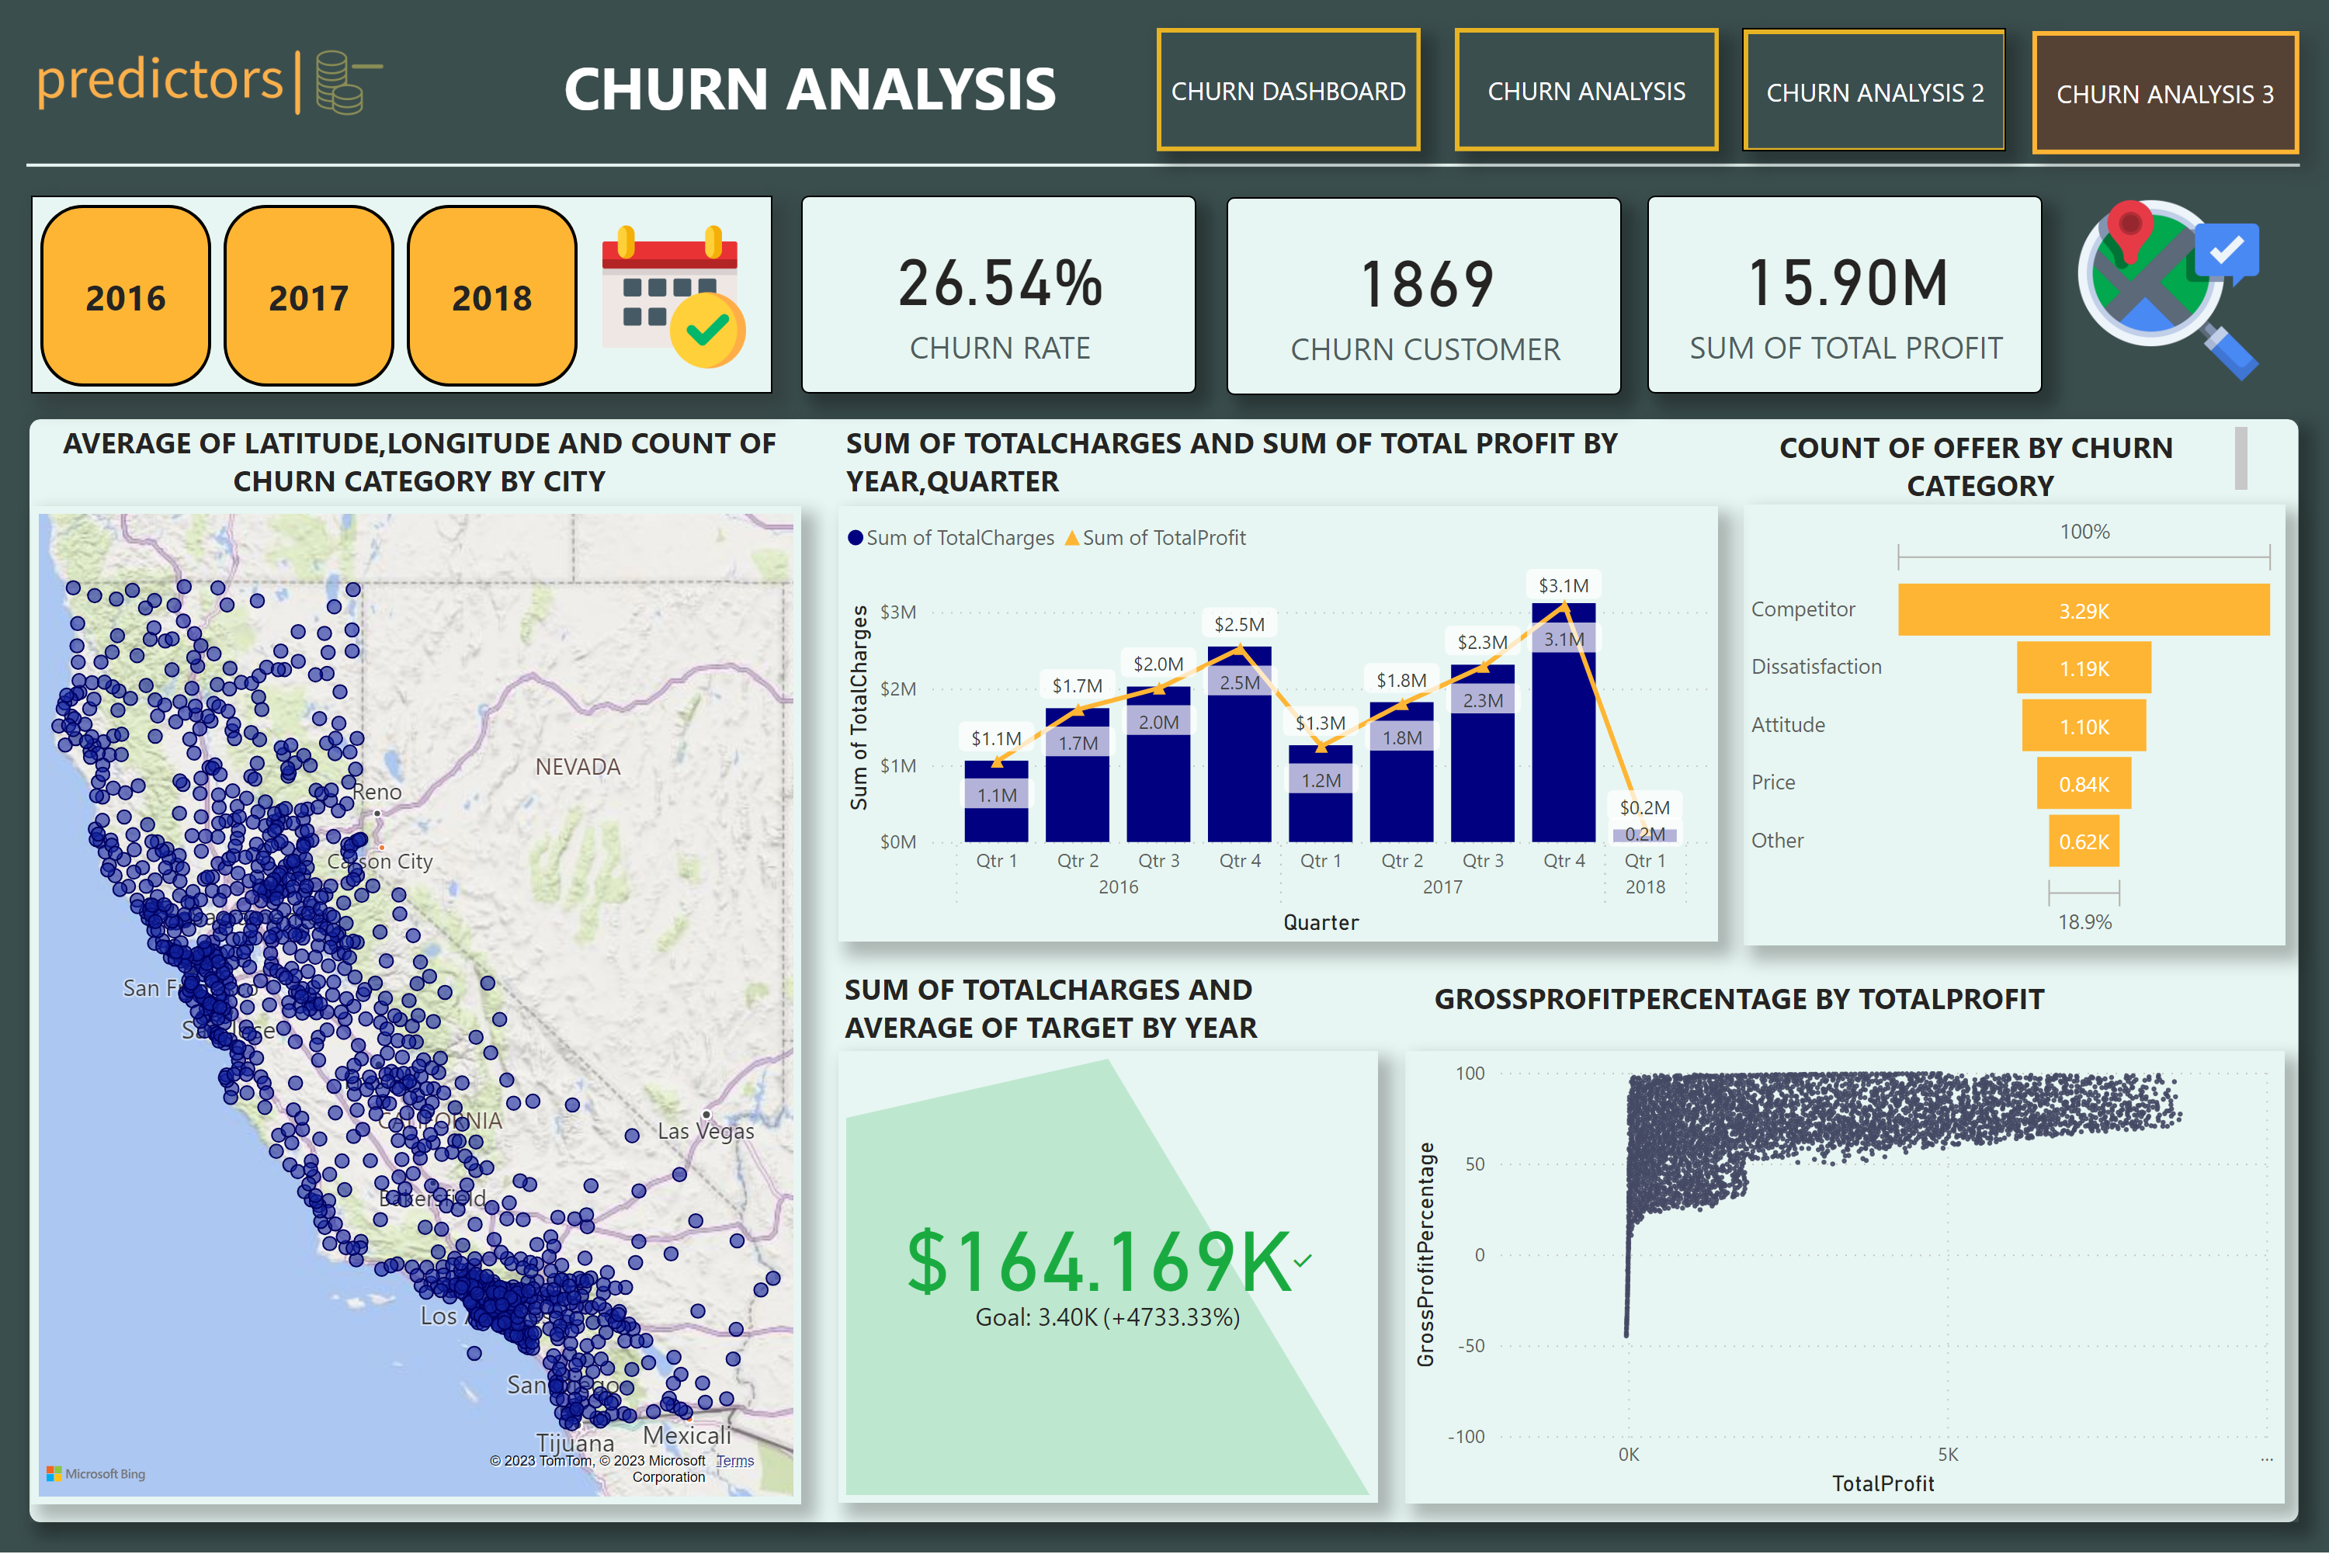 predictors
CHURN ANALYSIS
CHURN DASHBOARD
CHURN ANALYSIS
CHURN ANALYSIS 2
CHURN ANALYSIS 3
2016
2017
2018
26.54%
CHURN RATE
1869
CHURN CUSTOMER
15.90M
SUM OF TOTAL PROFIT
AVERAGE OF LATITUDE,LONGITUDE AND COUNT OF
CHURN CATEGORY BY CITY
NEVADA
Reno
Carson City
San
San Jose
CALIFORNIA
Las Vegas
Bakersfield
Los
San
Tijuana
Mexicali
Microsoft Bing
© 2023 TomTom, © 2023 Microsoft
Corporation
Terms
SUM OF TOTALCHARGES AND SUM OF TOTAL PROFIT BY
YEAR,QUARTER
Sum of TotalCharges
Sum of TotalProfit
Sum of TotalCharges
$3M
$2M
$1M
$0M
$1.1M
$1.7M
$2.0M
$2.5M
$1.3M
$1.8M
$2.3M
$3.1M
$0.2M
1.1M
1.7M
2.0M
2.5M
1.2M
1.8M
2.3M
3.1M
0.2M
Qtr 1
Qtr 2
Qtr 3
Qtr 4
Qtr 1
Qtr 2
Qtr 3
Qtr 4
Qtr 1
2016
2017
2018
Quarter
COUNT OF OFFER BY CHURN
CATEGORY
100%
Competitor
3.29K
Dissatisfaction
1.19K
Attitude
1.10K
Price
0.84K
Other
0.62K
18.9%
SUM OF TOTALCHARGES AND
AVERAGE OF TARGET BY YEAR
$164.169K
Goal: 3.40K (+4733.33%)
GROSSPROFITPERCENTAGE BY TOTALPROFIT
GrossProfitPercentage
100
50
0
-50
-100
0K
5K
...
TotalProfit